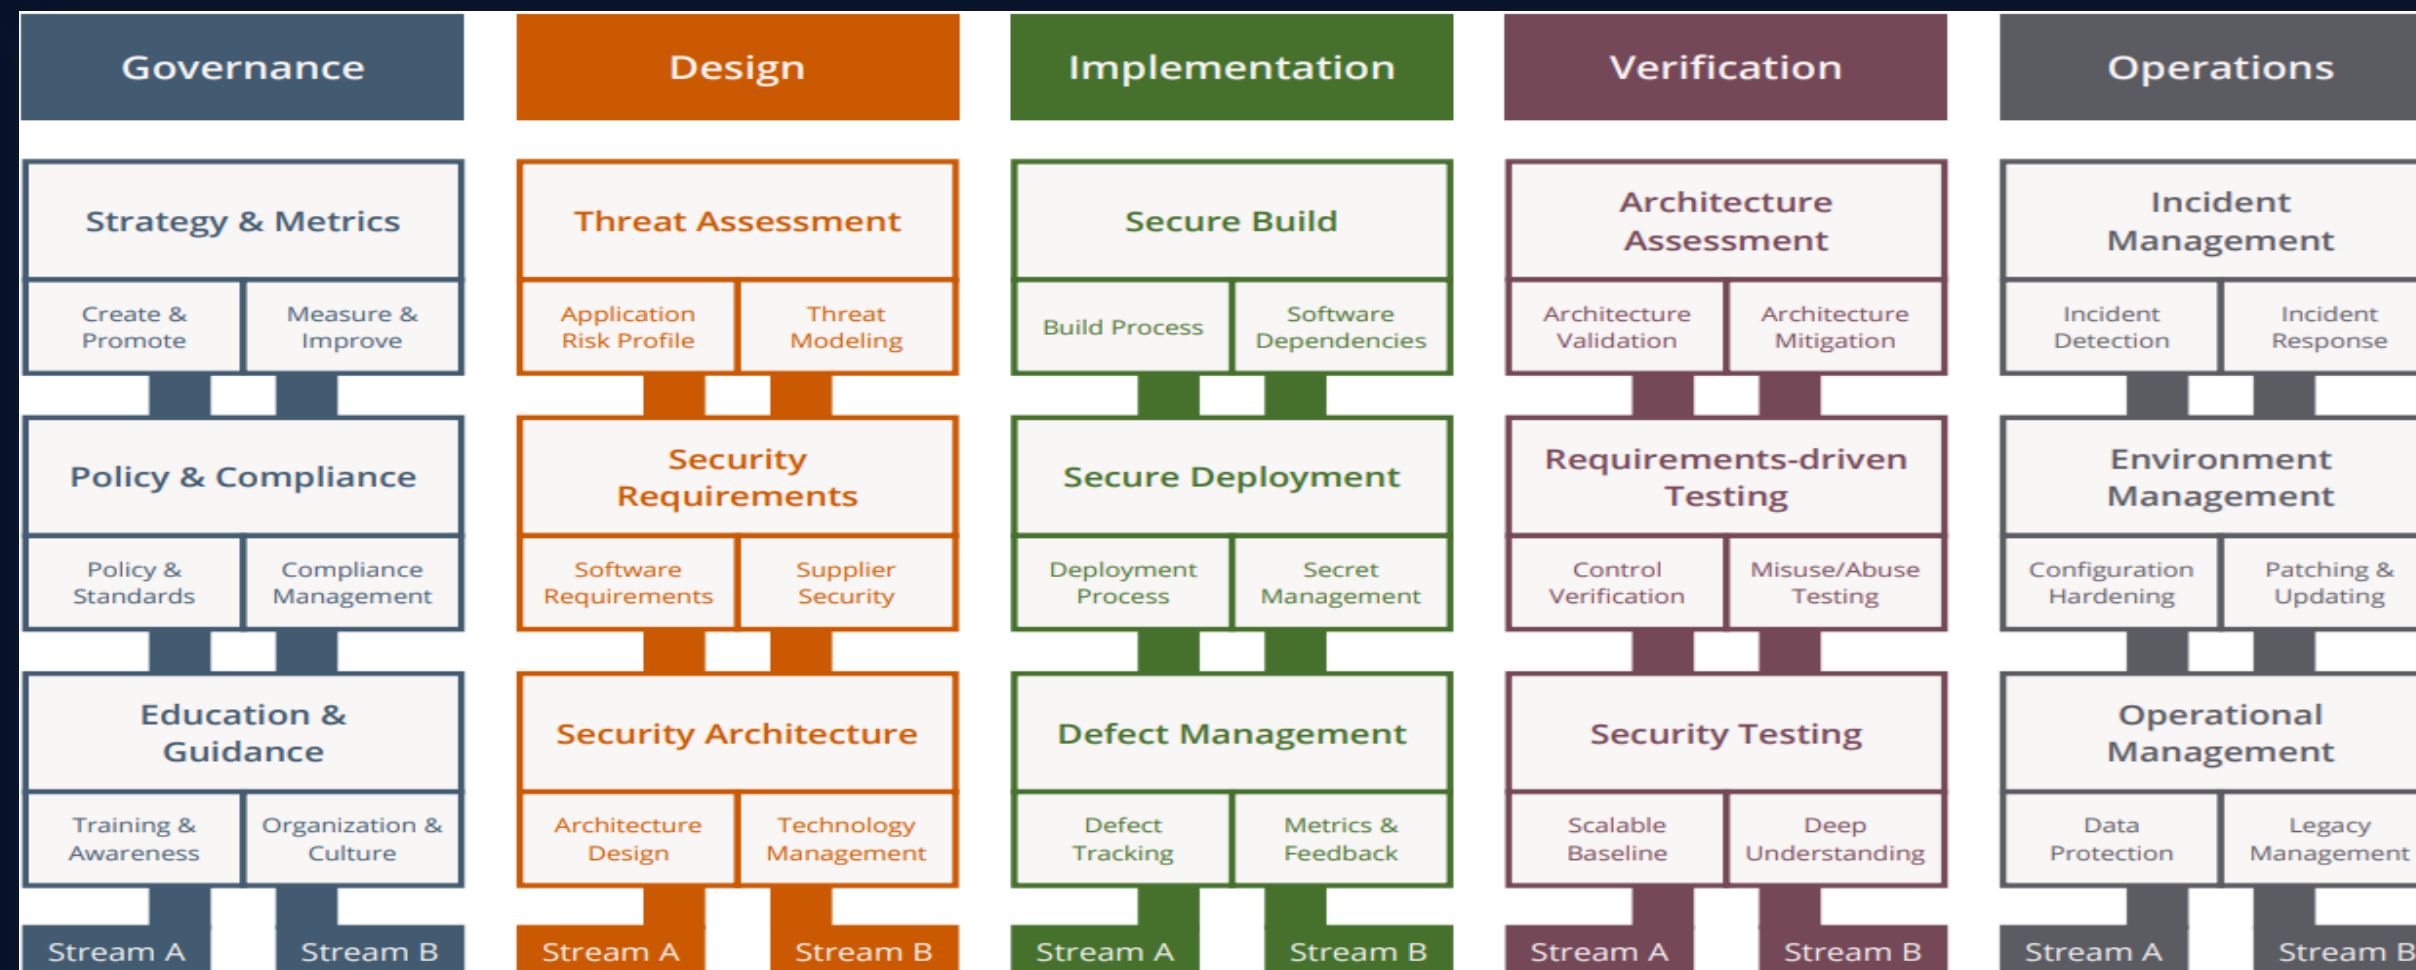 Governance
Design
Implementation
Verification
Operations
Strategy & Metrics
Create &
Promote
Measure &
Improve
Policy & Compliance
Policy &
Standards
Compliance
Management
Education &
Guidance
Training &
Awareness
Organization &
Culture
Stream A
Stream B
Threat Assessment
Application
Risk Profile
Threat
Modeling
Security
Requirements
Software
Requirements
Supplier
Security
Security Architecture
Architecture
Design
Technology
Management
Stream A
Stream B
Secure Build
Build Process
Software
Dependencies
Secure Deployment
Deployment
Process
Secret
Management
Defect Management
Defect
Tracking
Metrics &
Feedback
Stream A
Stream B
Architecture
Assessment
Architecture
Validation
Architecture
Mitigation
Requirements-driven
Testing
Control
Verification
Misuse/Abuse
Testing
Security Testing
Scalable
Baseline
Deep
Understanding
Stream A
Stream B
Incident
Management
Incident
Detection
Incident
Response
Environment
Management
Configuration
Hardening
Patching &
Updating
Operational
Management
Data
Protection
Legacy
Management
Stream A
Stream B